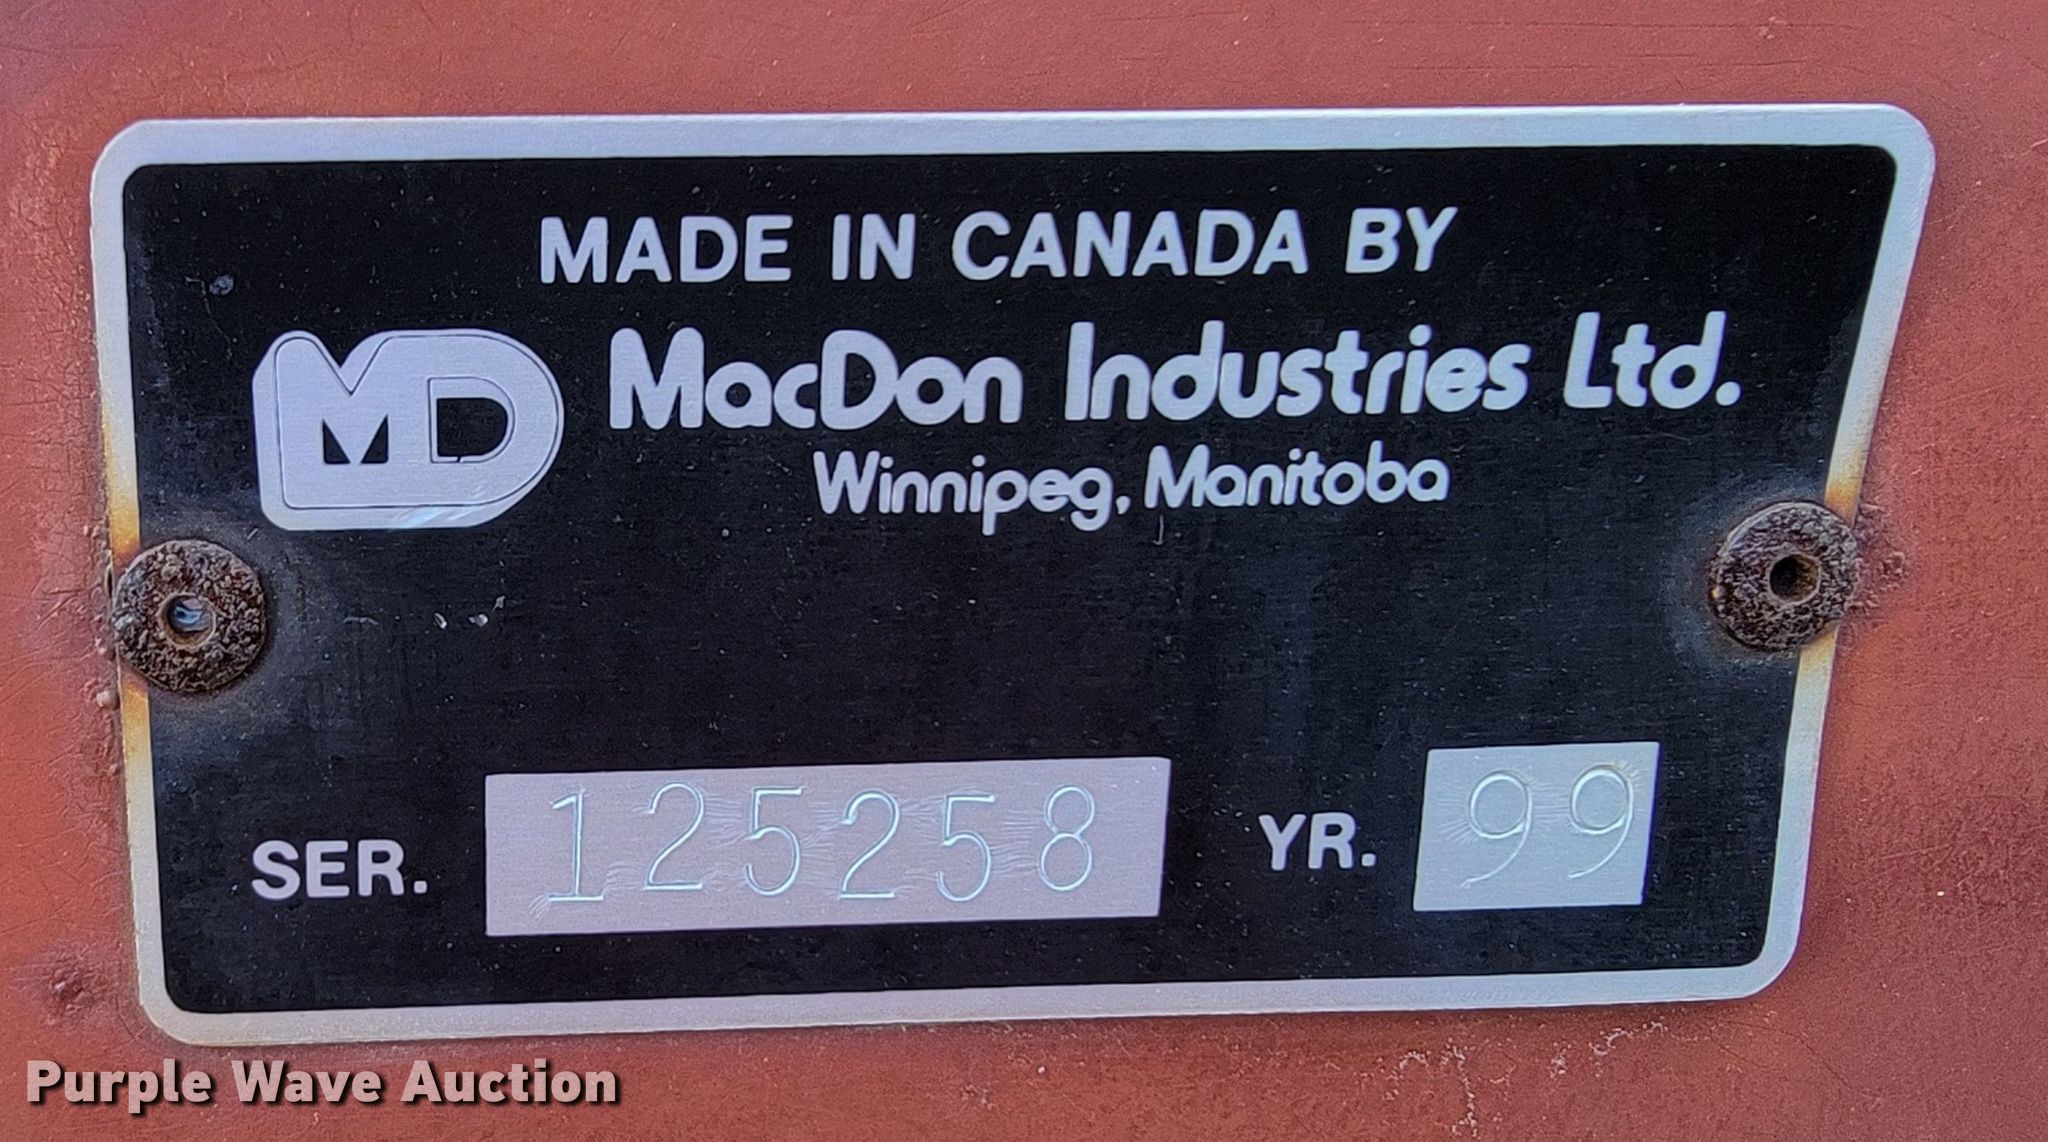 MADE IN CANADA BY
MD
MacDon Industries Ltd.
Winnipeg, Manitoba
SER. 125258 YR. 99
Purple Wave Auction